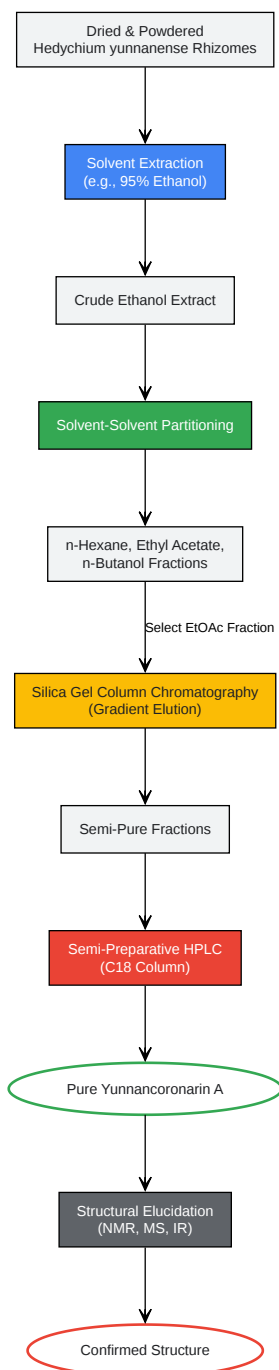 Dried & Powdered
Hedychium yunnanense Rhizomes
Solvent Extraction
(e.g., 95% Ethanol)
Crude Ethanol Extract
Solvent-Solvent Partitioning
n-Hexane, Ethyl Acetate,
n-Butanol Fractions
Select EtOAc Fraction
Silica Gel Column Chromatography
(Gradient Elution)
Semi-Pure Fractions
Semi-Preparative HPLC
(C18 Column)
Pure Yunnancoronarin A
Structural Elucidation
(NMR, MS, IR)
Confirmed Structure